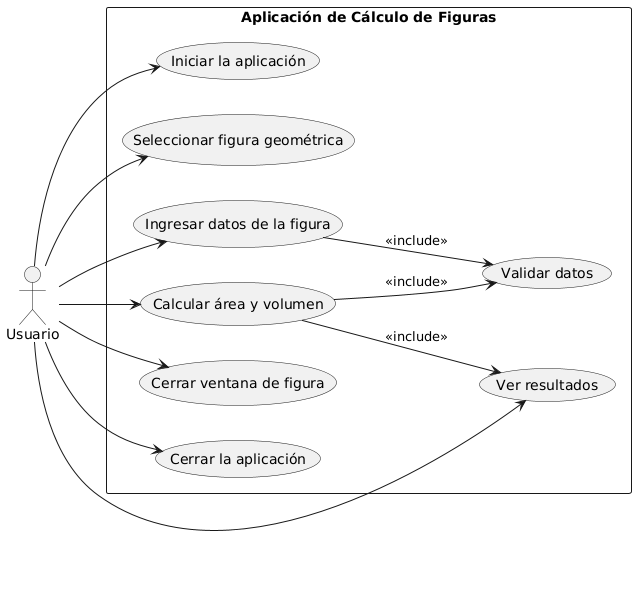 Aplicación de Cálculo de Figuras
Iniciar la aplicación
Seleccionar figura geométrica
Ingresar datos de la figura
«include»
Validar datos
«include»
Calcular área y volumen
Usuario
«include»
Cerrar ventana de figura
Ver resultados
Cerrar la aplicación